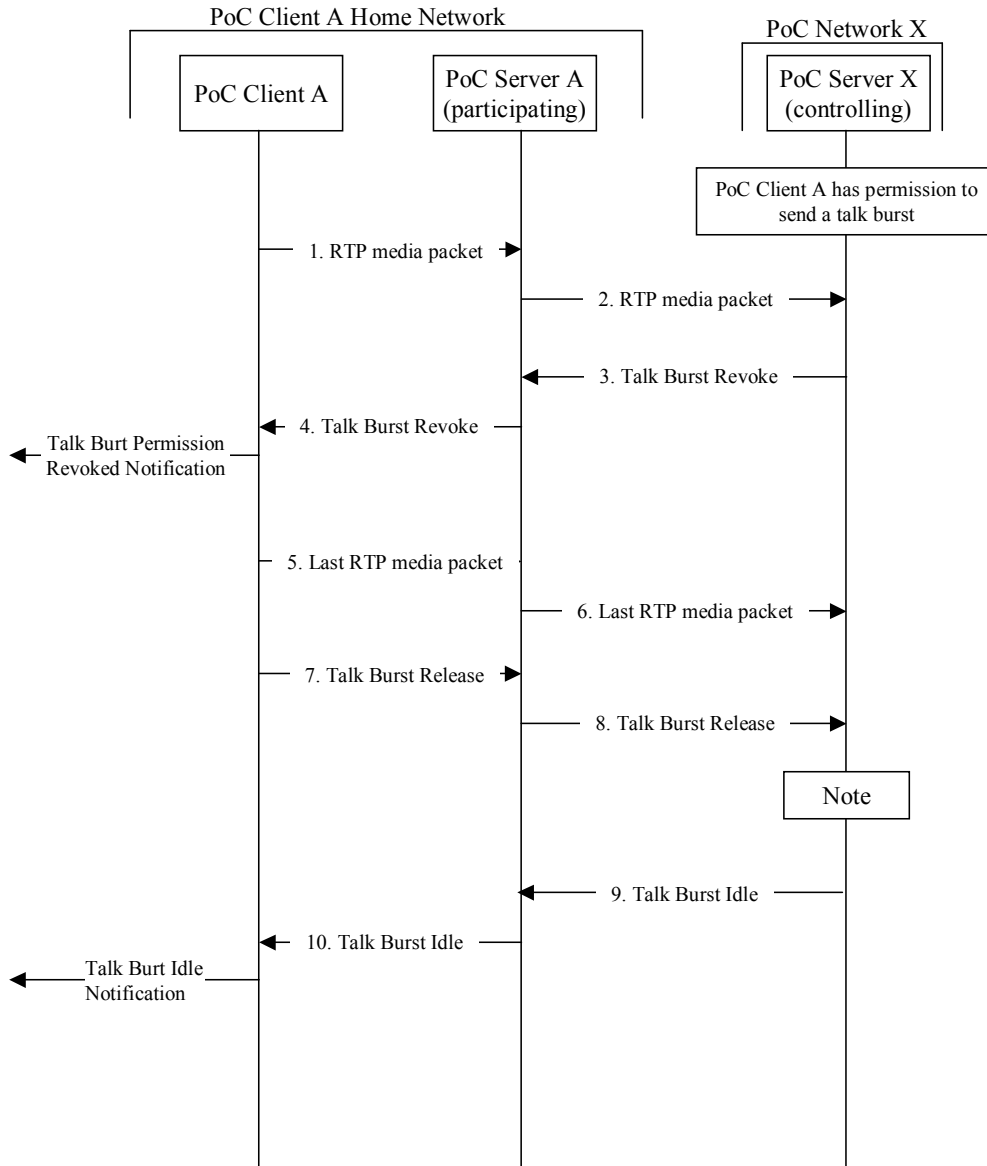 PoC Client A Home Network
PoC Network X
PoC Client A
PoC Server A
(participating)
PoC Server X
(controlling)
PoC Client A has permission to
send a talk burst
1. RTP media packet
2. RTP media packet
3. Talk Burst Revoke
4. Talk Burst Revoke
Talk Burt Permission
Revoked Notification
5. Last RTP media packet
6. Last RTP media packet
7. Talk Burst Release
8. Talk Burst Release
Note
9. Talk Burst Idle
10. Talk Burst Idle
Talk Burt Idle
Notification